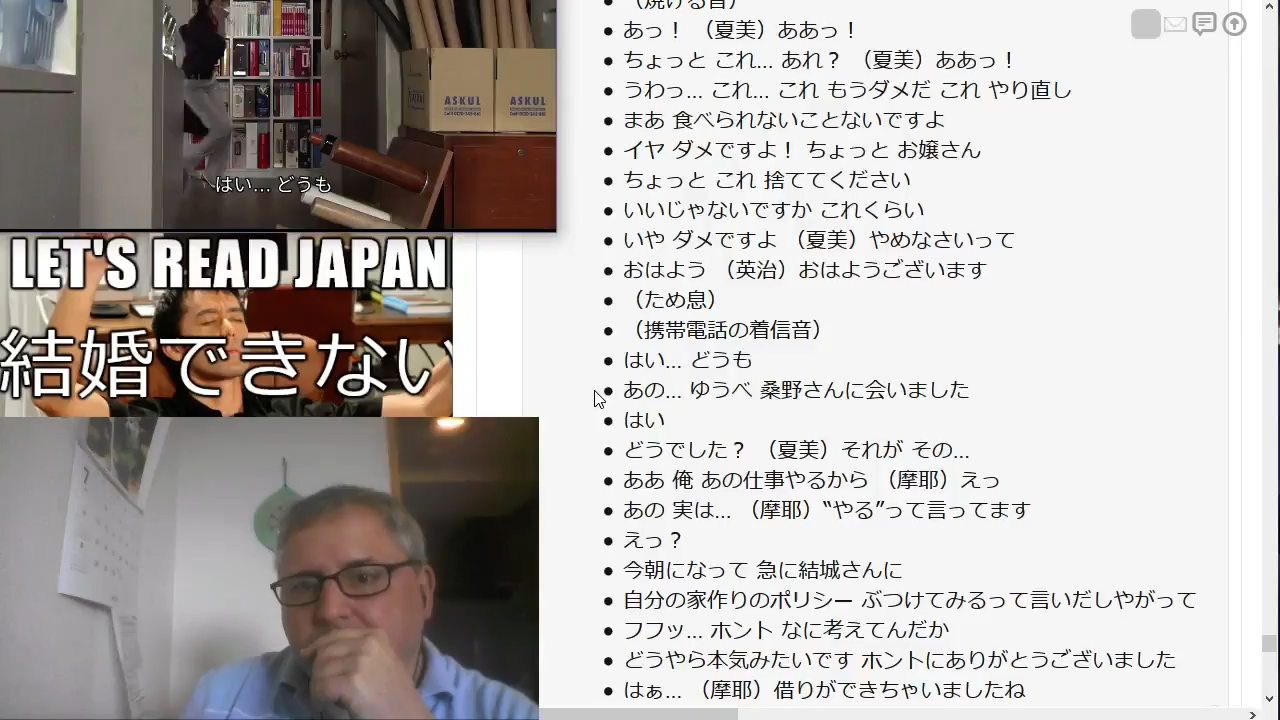 ASKUL
ASKUL
はい… どうも
LET'S READ JAPAN
結婚できない
7
（焼ける音）
あっ！ （夏美）ああっ！
ちょっと これ… あれ？ （夏美）ああっ！
うわっ… これ… これ もうダメだ これ やり直し
まあ 食べられないことないですよ
イヤ ダメですよ！ ちょっと お嬢さん
ちょっと これ 捨ててください
いいじゃないですか これくらい
いや ダメですよ （夏美）やめなさいって
おはよう （英治）おはようございます
（ため息）
（携帯電話の着信音）
はい… どうも
あの… ゆうべ 桑野さんに会いました
はい
どうでした？ （夏美）それが その…
ああ 俺 あの仕事やるから （摩耶）えっ
あの 実は… （摩耶）“やる”って言ってます
えっ？
今朝になって 急に結城さんに
自分の家作りのポリシー ぶつけてみるって言いだしやがって
フフッ… ホント なに考えてんだか
どうやら本気みたいです ホントにありがとうございました
はぁ… （摩耶）借りができちゃいましたね